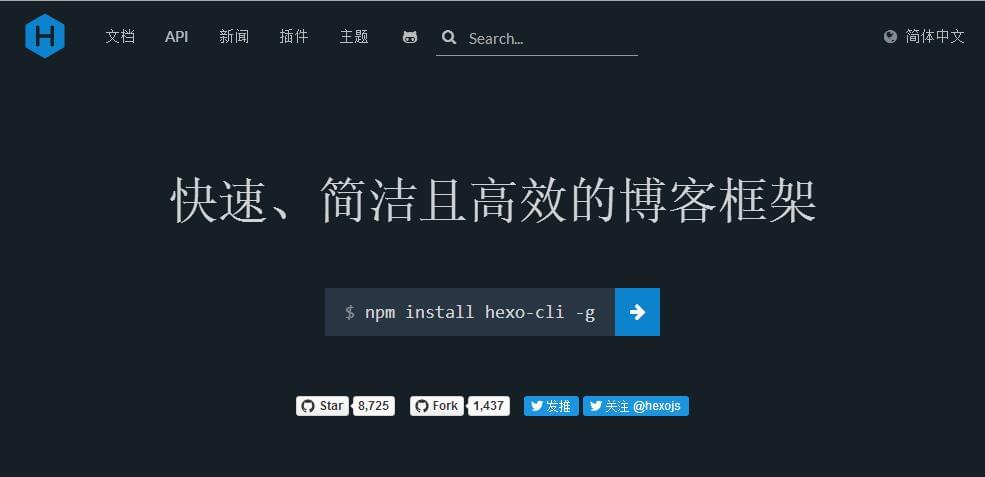 H 文档 API 新闻 插件 主题 Search... 简体中文
快速、简洁且高效的博客框架
$ npm install hexo-cli -g
Star 8,725 Fork 1,437 发推 关注 @hexojs